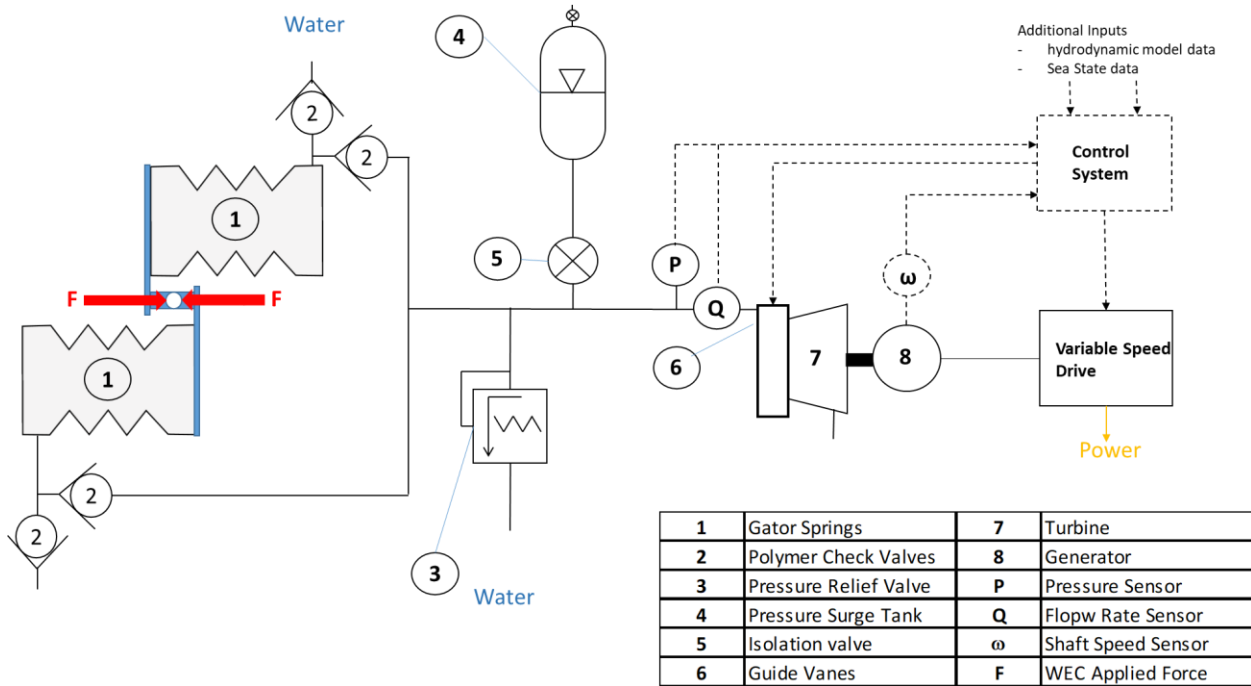 Water
4
Additional Inputs
- hydrodynamic model data
- Sea State data
2
2
Control
System
1
5
P
ω
F
F
Q
1
6
7
8
Variable Speed
Drive
Power
2
2
3
Water
1 Gator Springs 7 Turbine
2 Polymer Check Valves 8 Generator
3 Pressure Relief Valve P Pressure Sensor
4 Pressure Surge Tank Q Flopw Rate Sensor
5 Isolation valve ω Shaft Speed Sensor
6 Guide Vanes F WEC Applied Force